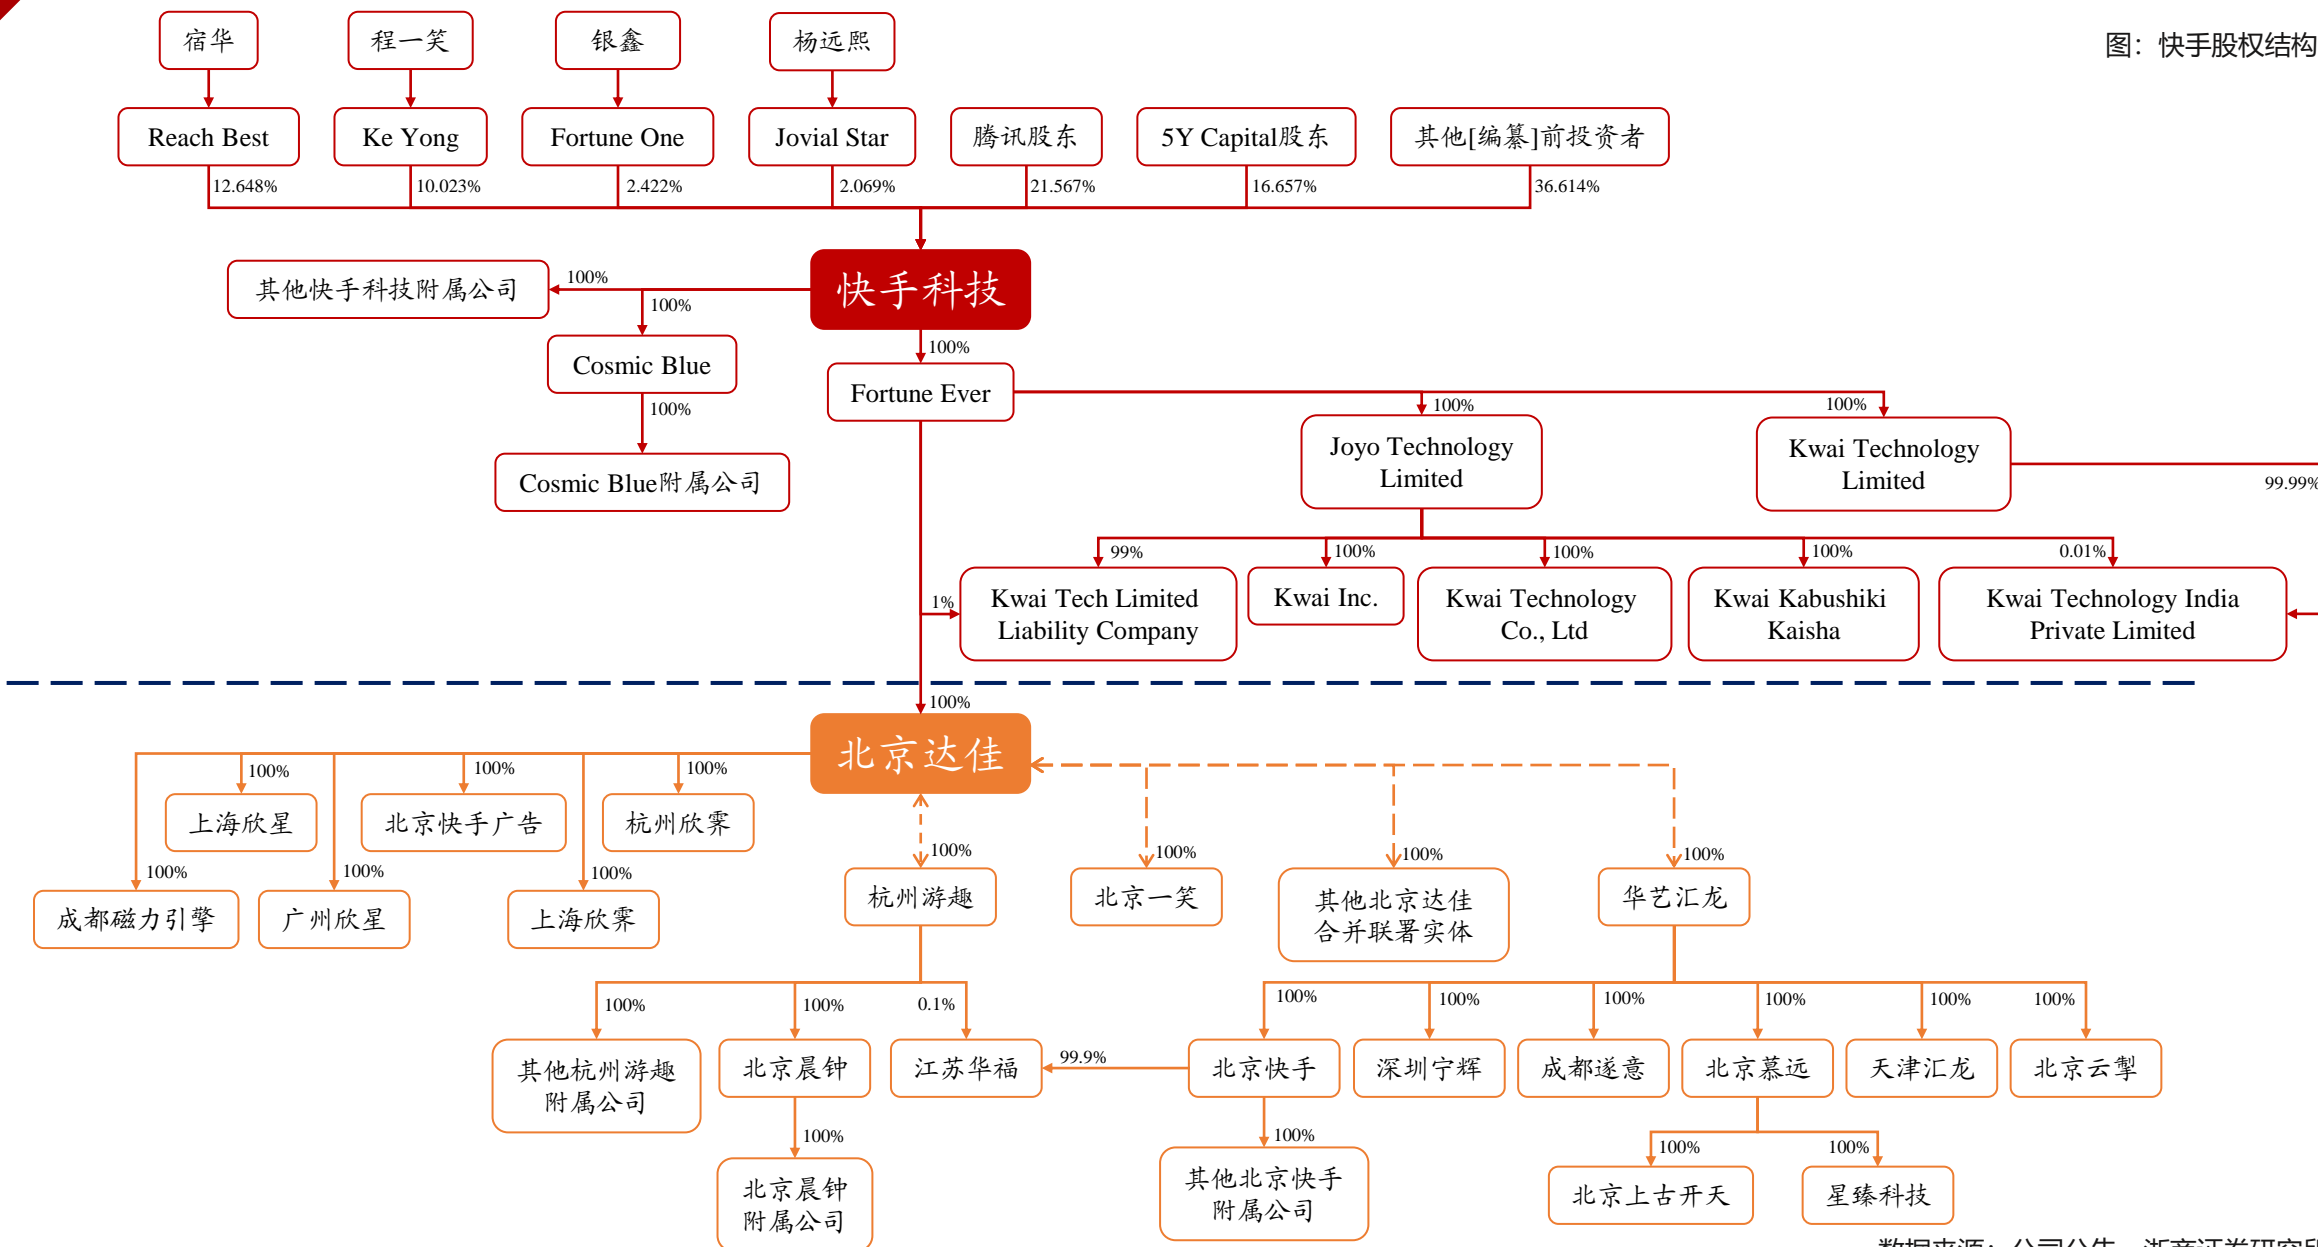 图：快手股权结构
宿华
程一笑
银鑫
杨远熙
Reach Best
Ke Yong
Fortune One
Jovial Star
腾讯股东
5Y Capital股东
其他[编纂]前投资者
12.648%
10.023%
2.422%
2.069%
21.567%
16.657%
36.614%
快手科技
其他快手科技附属公司
100%
100%
Cosmic Blue
100%
Cosmic Blue附属公司
100%
Fortune Ever
100%
100%
Joyo Technology
Limited
Kwai Technology
Limited
99.99%
99%
100%
100%
100%
0.01%
1%
Kwai Tech Limited
Liability Company
Kwai Inc.
Kwai Technology
Co., Ltd
Kwai Kabushiki
Kaisha
Kwai Technology India
Private Limited
100%
北京达佳
100%
100%
100%
上海欣星
北京快手广告
杭州欣霁
100%
100%
100%
100%
100%
100%
100%
成都磁力引擎
广州欣星
上海欣霁
杭州游趣
北京一笑
其他北京达佳
合并联署实体
华艺汇龙
100%
100%
0.1%
100%
100%
100%
100%
100%
100%
其他杭州游趣
附属公司
北京晨钟
江苏华福
99.9%
北京快手
深圳宁辉
成都遂意
北京慕远
天津汇龙
北京云掣
100%
100%
100%
100%
北京晨钟
附属公司
其他北京快手
附属公司
北京上古开天
星臻科技